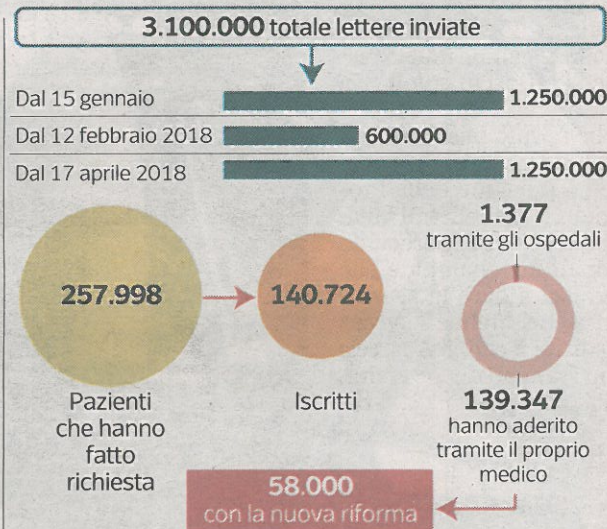 3.100.000 totale lettere inviate
Dal 15 gennaio 1.250.000
Dal 12 febbraio 2018 600.000
Dal 17 aprile 2018 1.250.000
257.998
Pazienti
che hanno
fatto
richiesta
140.724
Iscritti
1.377
tramite gli ospedali
139.347
hanno aderito
tramite il proprio
medico
58.000
con la nuova riforma